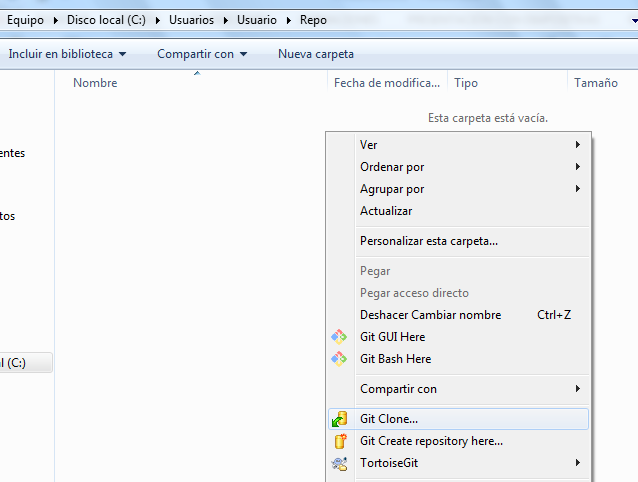 Equipo Disco local (C:) Usuarios Usuario Repo
Incluir en biblioteca Compartir con Nueva carpeta
Nombre Fecha de modifica... Tipo Tamaño
Esta carpeta está vacía.
entes
tos
l (C:)
Ver
Ordenar por
Agrupar por
Actualizar
Personalizar esta carpeta...
Pegar
Pegar acceso directo
Deshacer Cambiar nombre Ctrl+Z
Git GUI Here
Git Bash Here
Compartir con
Git Clone...
Git Create repository here...
TortoiseGit